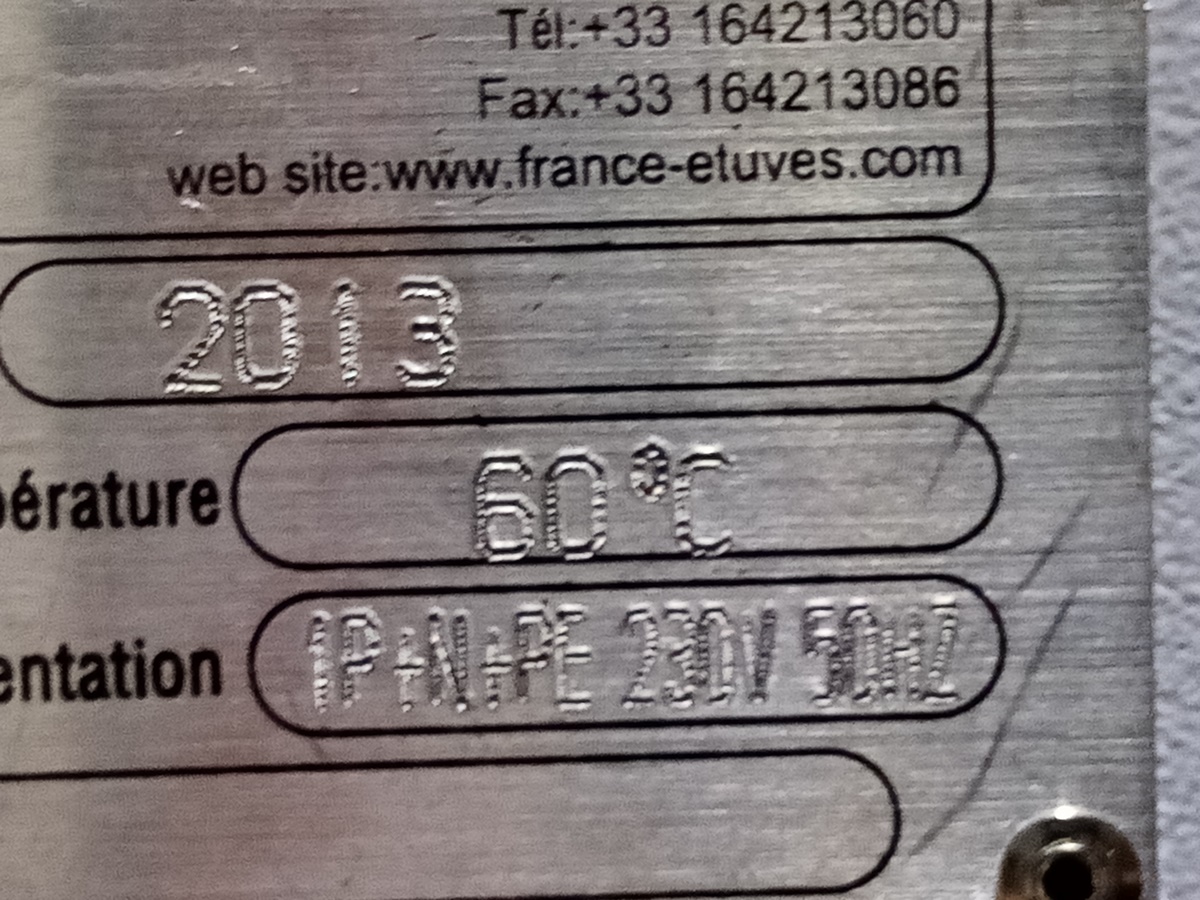 Tél:+33 164213060
Fax:+33 164213086
web site:www.france-etuves.com
2013
pérature 60°C
entation 1P+N+PE 230V 50HZ